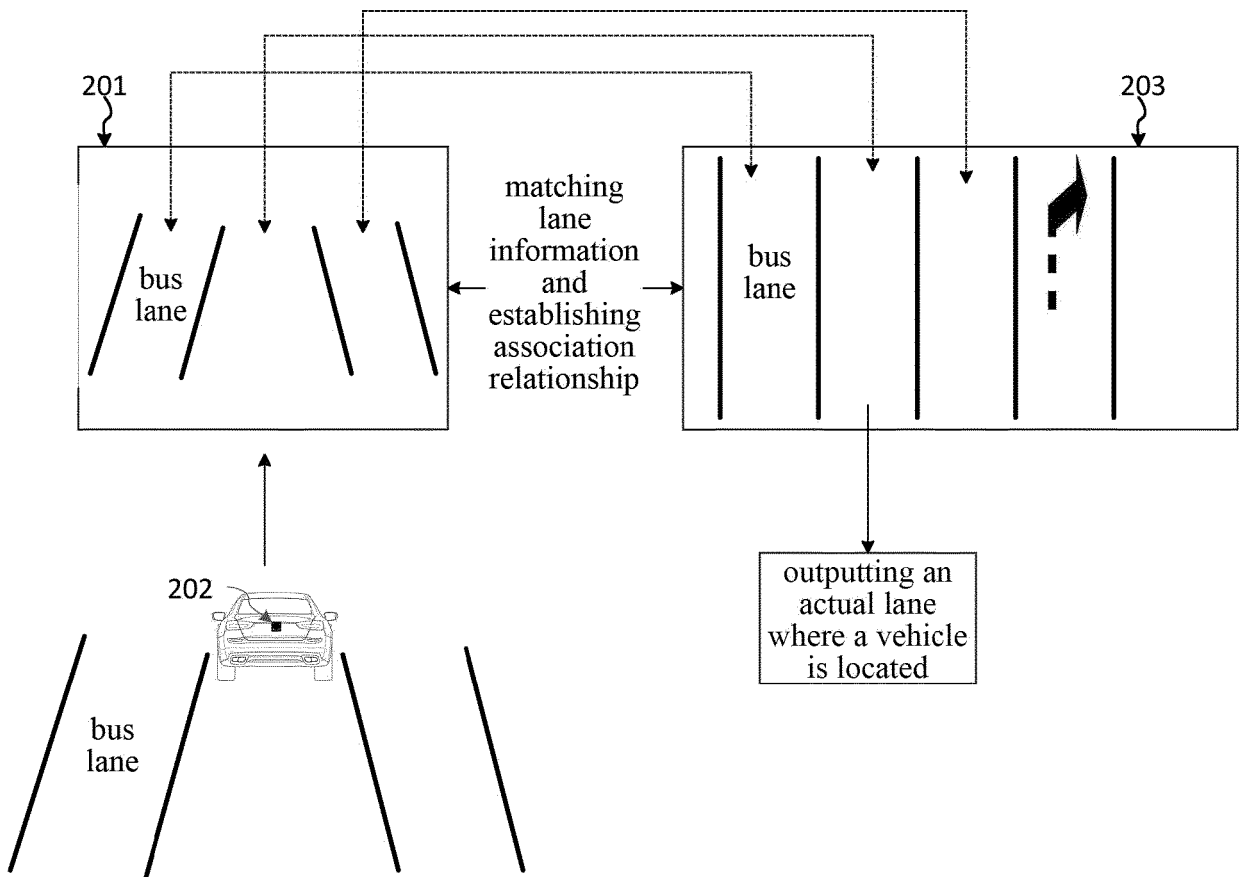 201
203
matching
lane
information
and
establishing
association
relationship
bus
lane
bus
lane
202
outputting an
actual lane
where a vehicle
is located
bus
lane